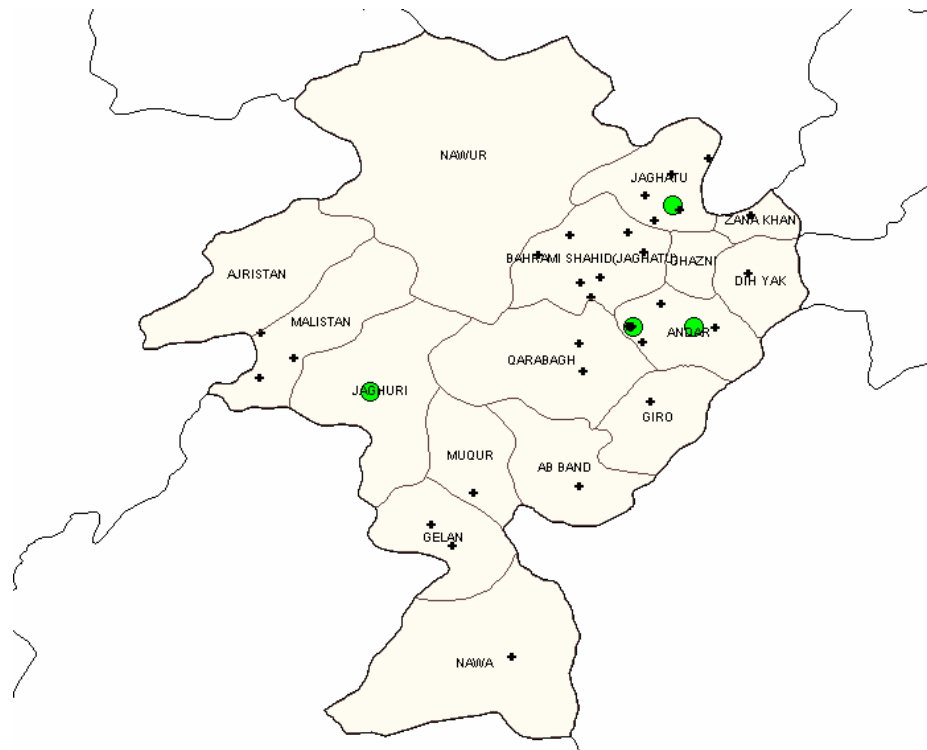 NAWUR
JAGHATU
ZANA KHAN
BAHRAMI SHAHID(JAGHATU)
GHAZNI
AJRISTAN
DIH YAK
MALISTAN
ANDAR
QARABAGH
JAGHURI
GIRO
MUQUR
AB BAND
GELAN
NAWA